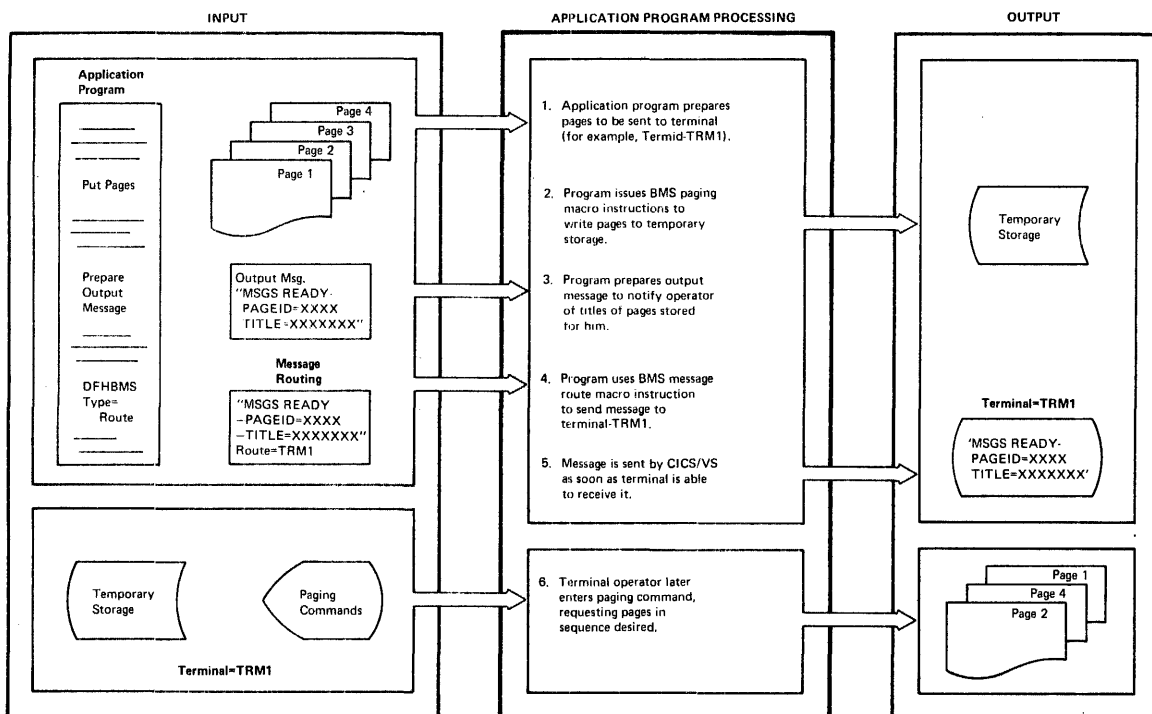 INPUT
APPLICATION PROGRAM PROCESSING
OUTPUT
Application
Program
Put Pages
Prepare
Output
Message
DFHBMS
Type=
Route
Page 4
Page 3
Page 2
Page 1
Output Msg.
"MSGS READY-
PAGEID=XXXX
TITLE=XXXXXXX"
Message
Routing
"MSGS READY
–PAGEID=XXXX
–TITLE=XXXXXXX"
Route=TRM1
1. Application program prepares
pages to be sent to terminal
(for example, Termid-TRM1).
2. Program issues BMS paging
macro instructions to
write pages to temporary
storage.
3. Program prepares output
message to notify operator
of titles of pages stored
for him.
4. Program uses BMS message
route macro instruction
to send message to
terminal-TRM1.
5. Message is sent by CICS/VS
as soon as terminal is able
to receive it.
Temporary
Storage
Terminal=TRM1
'MSGS READY-
PAGEID=XXXX
TITLE=XXXXXXX'
Temporary
Storage
Paging
Commands
Terminal=TRM1
6. Terminal operator later
enters paging command,
requesting pages in
sequence desired.
Page 1
Page 4
Page 2